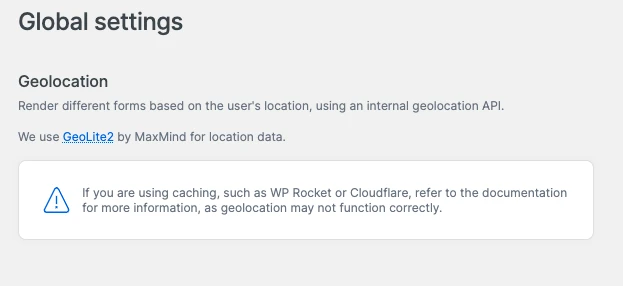 Global settings
Geolocation
Render different forms based on the user's location, using an internal geolocation API.
We use GeoLite2 by MaxMind for location data.
If you are using caching, such as WP Rocket or Cloudflare, refer to the documentation
for more information, as geolocation may not function correctly.